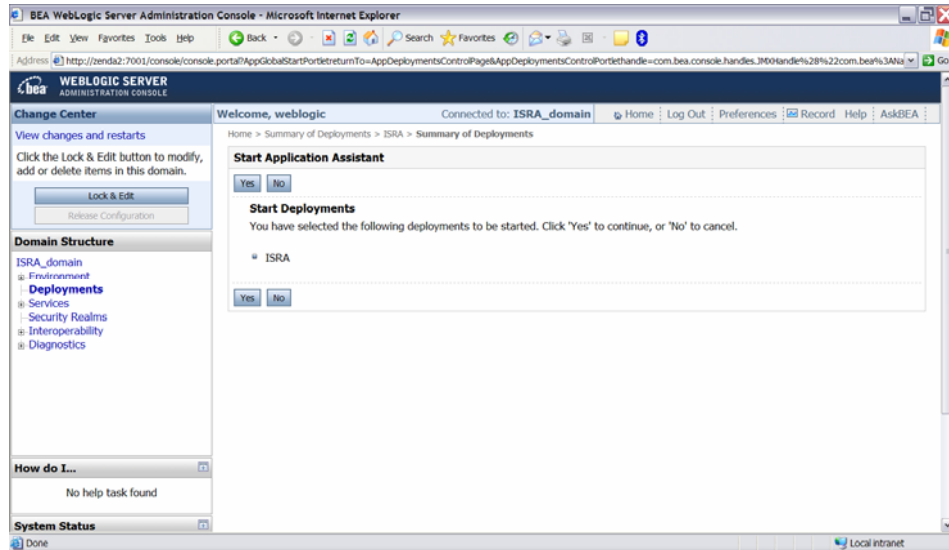 BEA WebLogic Server Administration Console - Microsoft Internet Explorer
File Edit View Favorites Tools Help
Back Search Favorites
Address http://zenda2:7001/console/console.portal?AppGlobalStartPortletreturnTo=AppDeploymentsControlPage&AppDeploymentsControlPortlethandle=com.bea.console.handles.JMXHandle%28%22com.bea%3ANa Go
bea WEBLOGIC SERVER
ADMINISTRATION CONSOLE
Change Center
View changes and restarts
Click the Lock & Edit button to modify,
add or delete items in this domain.
Lock & Edit
Release Configuration
Domain Structure
ISRA_domain
Environment
Deployments
Services
Security Realms
Interoperability
Diagnostics
How do I...
No help task found
System Status
Welcome, weblogic Connected to: ISRA_domain Home Log Out Preferences Record Help AskBEA
Home > Summary of Deployments > ISRA > Summary of Deployments
Start Application Assistant
Yes No
Start Deployments
You have selected the following deployments to be started. Click 'Yes' to continue, or 'No' to cancel.
ISRA
Yes No
Done Local intranet